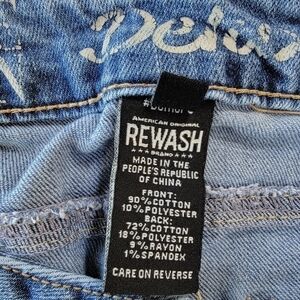 AMERICAN ORIGINAL
REWASH
BRAND
MADE IN THE
PEOPLE'S REPUBLIC
OF CHINA
FRONT:
90% COTTON
10% POLYESTER
BACK:
72% COTTON
18% POLYESTER
9% RAYON
1% SPANDEX
CARE ON REVERSE